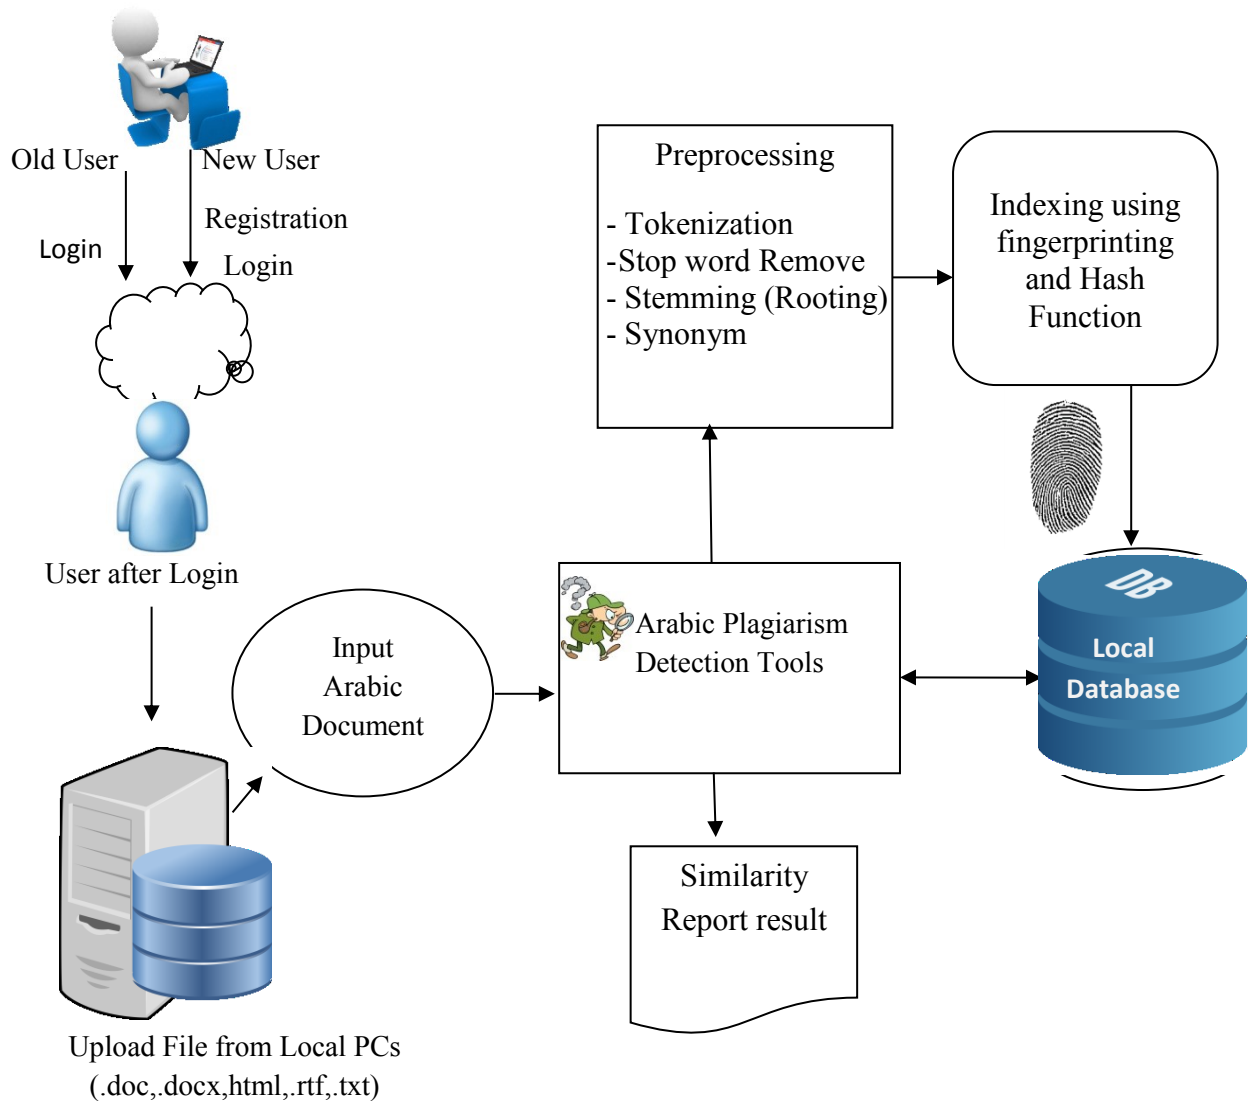 Old User
New User
Registration
Login
Login
User after Login
Upload File from Local PCs
(.doc,.docx,html,.rtf,.txt)
Input
Arabic
Document
Arabic Plagiarism
Detection Tools
Preprocessing
- Tokenization
-Stop word Remove
- Stemming (Rooting)
- Synonym
Indexing using
fingerprinting
and Hash
Function
DB
Local
Database
Similarity
Report result